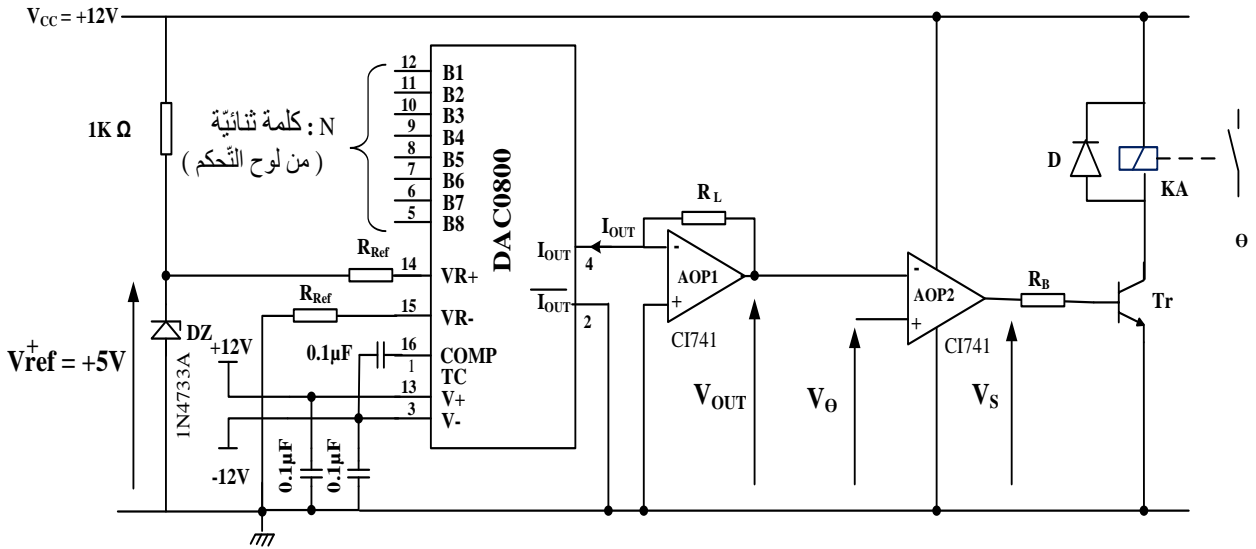 VCC = +12V
1K Ω
N : كلمة ثنائيّة
( من لوح التّحكم )
12
11
10
9
8
7
6
5
B1
B2
B3
B4
B5
B6
B7
B8
DAC0800
RRef
14
VR+
RRef
15
VR-
0.1µF
16
COMP
1
TC
13
V+
3
V-
+12V
-12V
0.1µF
0.1µF
DZ
1N4733A
V+ref = +5V
IOUT
4
IOUT
2
IOUT
RL
-
+
AOP1
CI741
VOUT
-
+
AOP2
CI741
Vθ
VS
RB
Tr
D
KA
θ